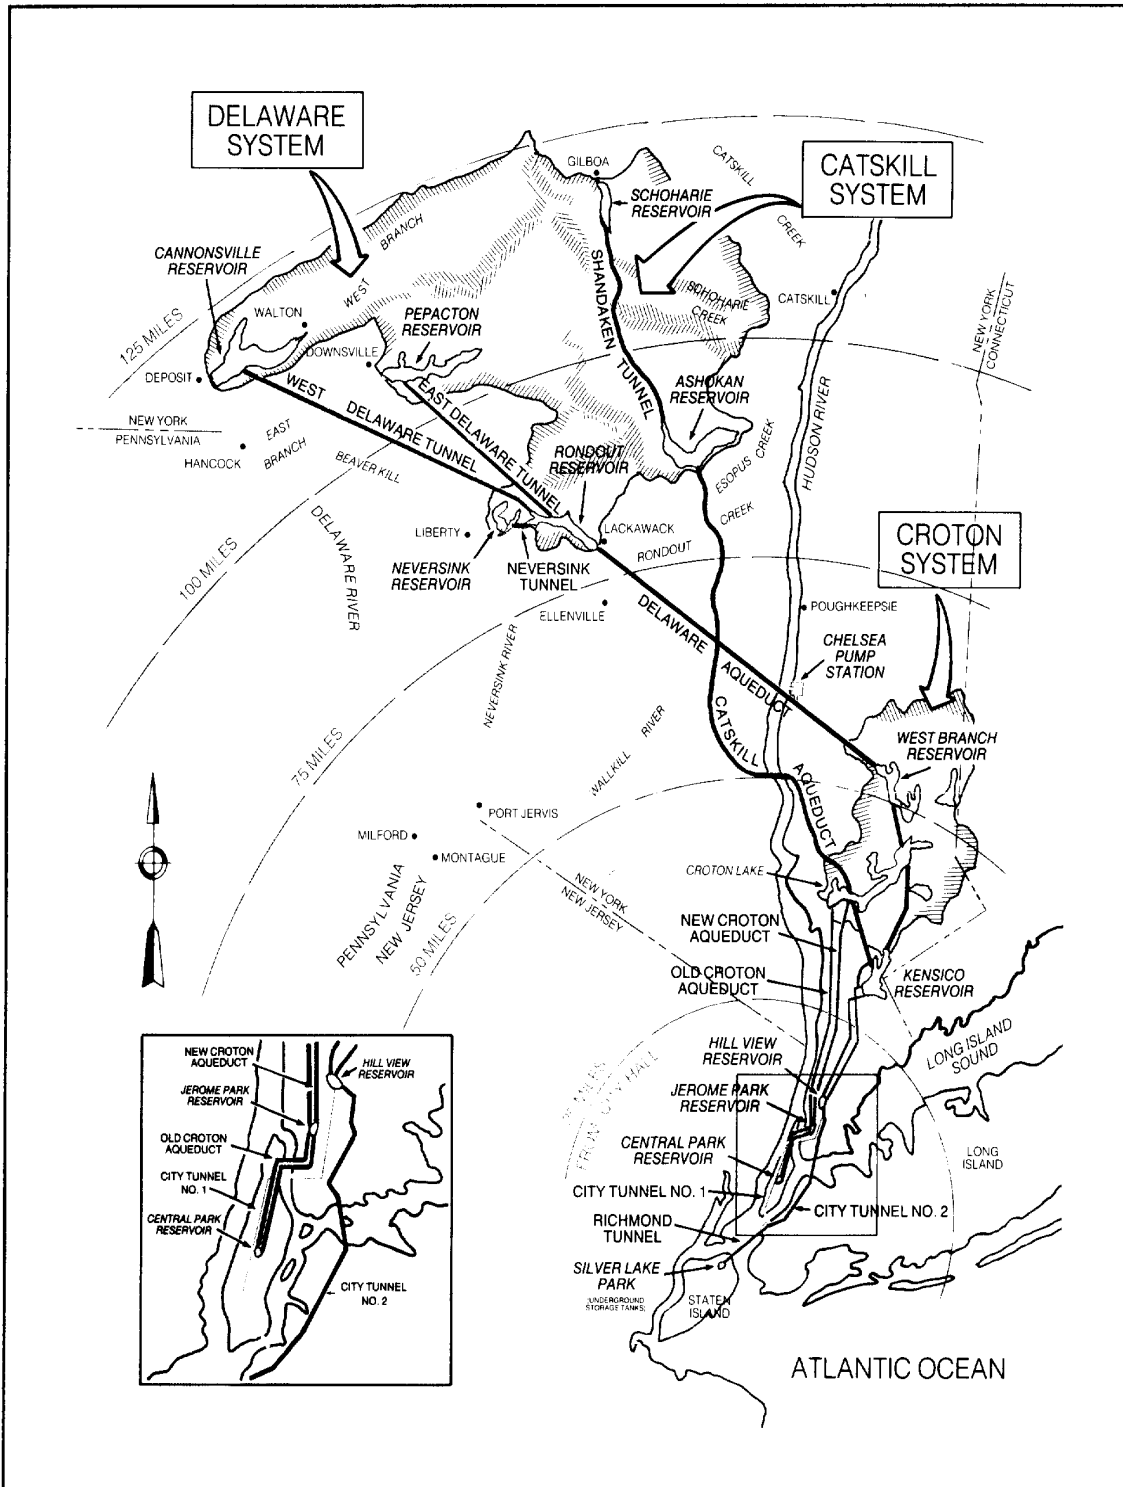 DELAWARE
SYSTEM
CATSKILL
SYSTEM
GILBOA
CATSKILL
CREEK
SCHOHARIE
RESERVOIR
BRANCH
WEST
CANNONSVILLE
RESERVOIR
SHANDAKEN TUNNEL
SCHOHARIE
CREEK
CATSKILL
WALTON
PEPACTON
RESERVOIR
125 MILES
DOWNSVILLE
NEW YORK
CONNECTICUT
DEPOSIT
WEST DELAWARE TUNNEL
EAST DELAWARE TUNNEL
ASHOKAN
RESERVOIR
HUDSON RIVER
NEW YORK
PENNSYLVANIA
HANCOCK
EAST
BRANCH
BEAVER KILL
RONDOUT
RESERVOIR
ESOPUS CREEK
CREEK
DELAWARE RIVER
LIBERTY
LACKAWACK
RONDOUT
CROTON
SYSTEM
100 MILES
NEVERSINK
RESERVOIR
NEVERSINK
TUNNEL
ELLENVILLE
DELAWARE AQUEDUCT
POUGHKEEPSIE
CHELSEA
PUMP
STATION
NEVERSINK RIVER
WALLKILL RIVER
CATSKILL AQUEDUCT
WEST BRANCH
RESERVOIR
75 MILES
PORT JERVIS
MILFORD
MONTAGUE
CROTON LAKE
PENNSYLVANIA
NEW JERSEY
NEW YORK
NEW JERSEY
50 MILES
NEW CROTON
AQUEDUCT
OLD CROTON
AQUEDUCT
KENSICO
RESERVOIR
HILL VIEW
RESERVOIR
LONG ISLAND
SOUND
25 MILES
FROM CITY HALL
JEROME PARK
RESERVOIR
CENTRAL PARK
RESERVOIR
LONG
ISLAND
CITY TUNNEL NO. 1
CITY TUNNEL NO. 2
RICHMOND
TUNNEL
SILVER LAKE
PARK
(UNDERGROUND
STORAGE TANKS)
STATEN
ISLAND
ATLANTIC OCEAN
NEW CROTON
AQUEDUCT
HILL VIEW
RESERVOIR
JEROME PARK
RESERVOIR
OLD CROTON
AQUEDUCT
CITY TUNNEL
NO. 1
CENTRAL PARK
RESERVOIR
CITY TUNNEL
NO. 2